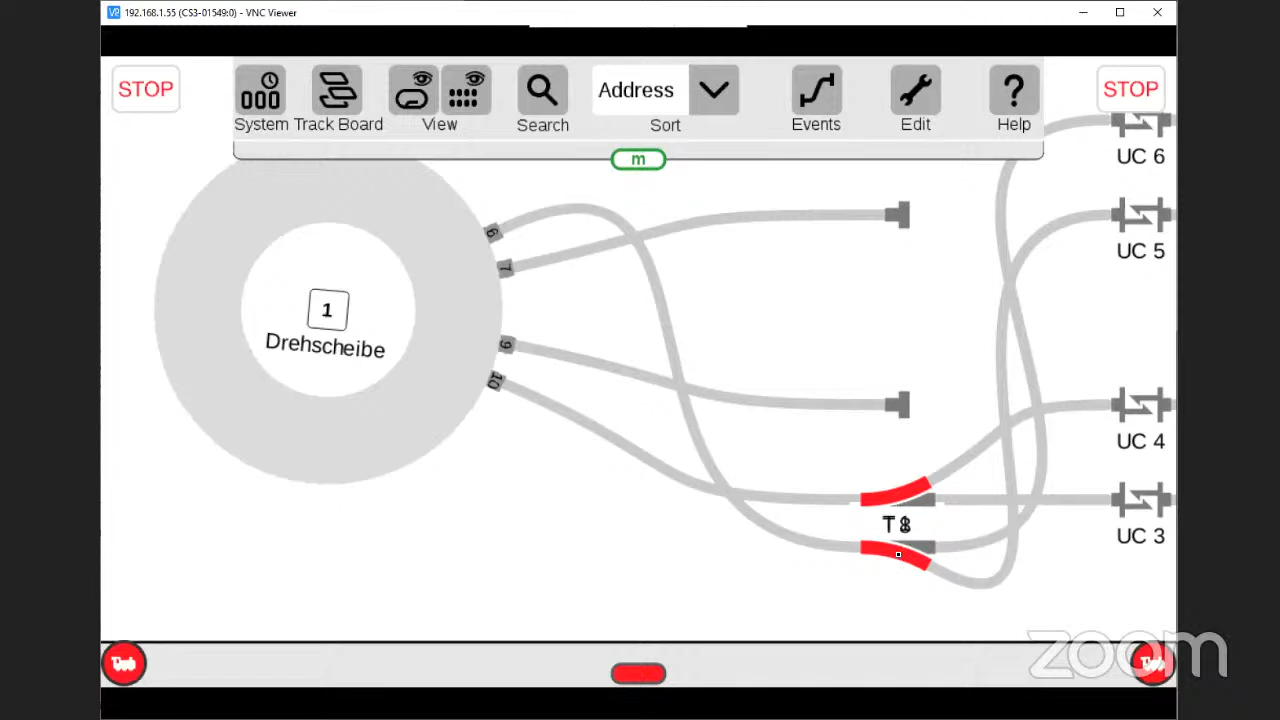 192.168.1.55 (CS3-01549:0) - VNC Viewer
STOP
Address
STOP
System Track Board View Search Sort Events Edit Help
m
UC 6
UC 5
6
7
1
Drehscheibe
9
10
UC 4
UC 3
zoom